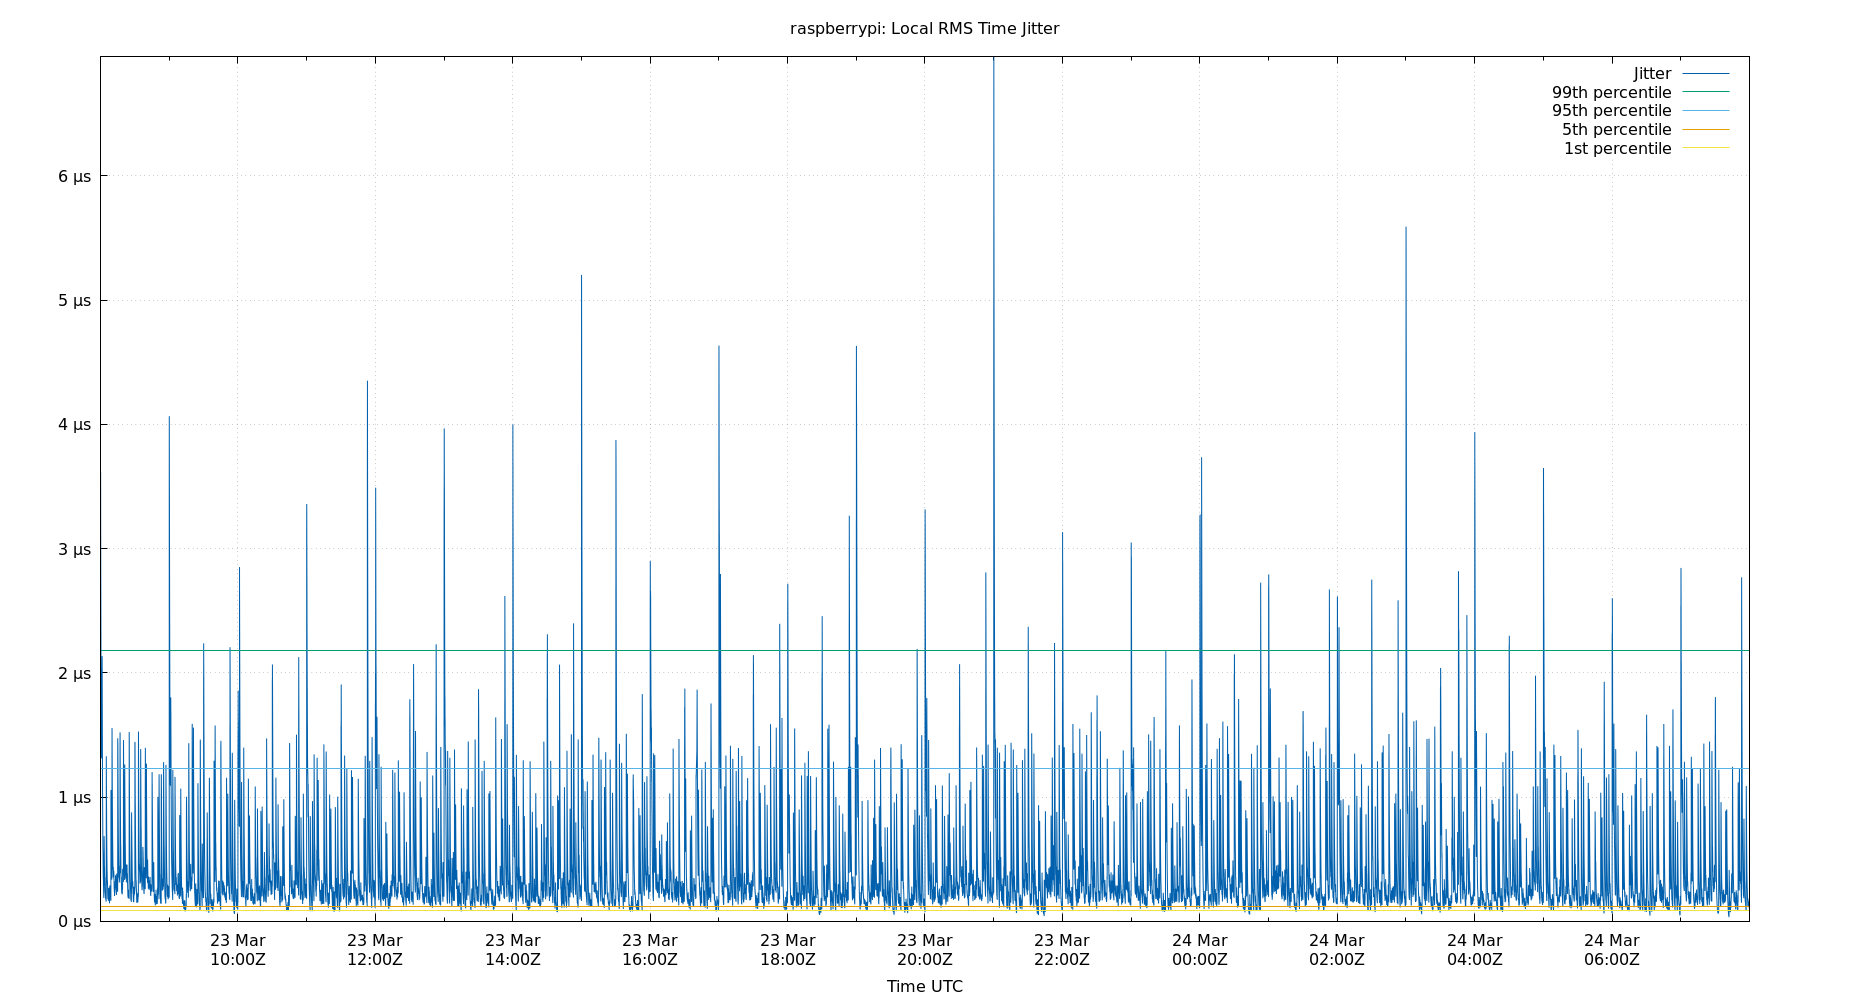 raspberrypi: Local RMS Time Jitter
Jitter
99th percentile
95th percentile
5th percentile
1st percentile
6 µs
5 µs
4 µs
3 µs
2 µs
1 µs
0 µs
23 Mar 23 Mar 23 Mar 23 Mar 23 Mar 23 Mar 23 Mar 24 Mar 24 Mar 24 Mar 24 Mar
10:00Z 12:00Z 14:00Z 16:00Z 18:00Z 20:00Z 22:00Z 00:00Z 02:00Z 04:00Z 06:00Z
Time UTC